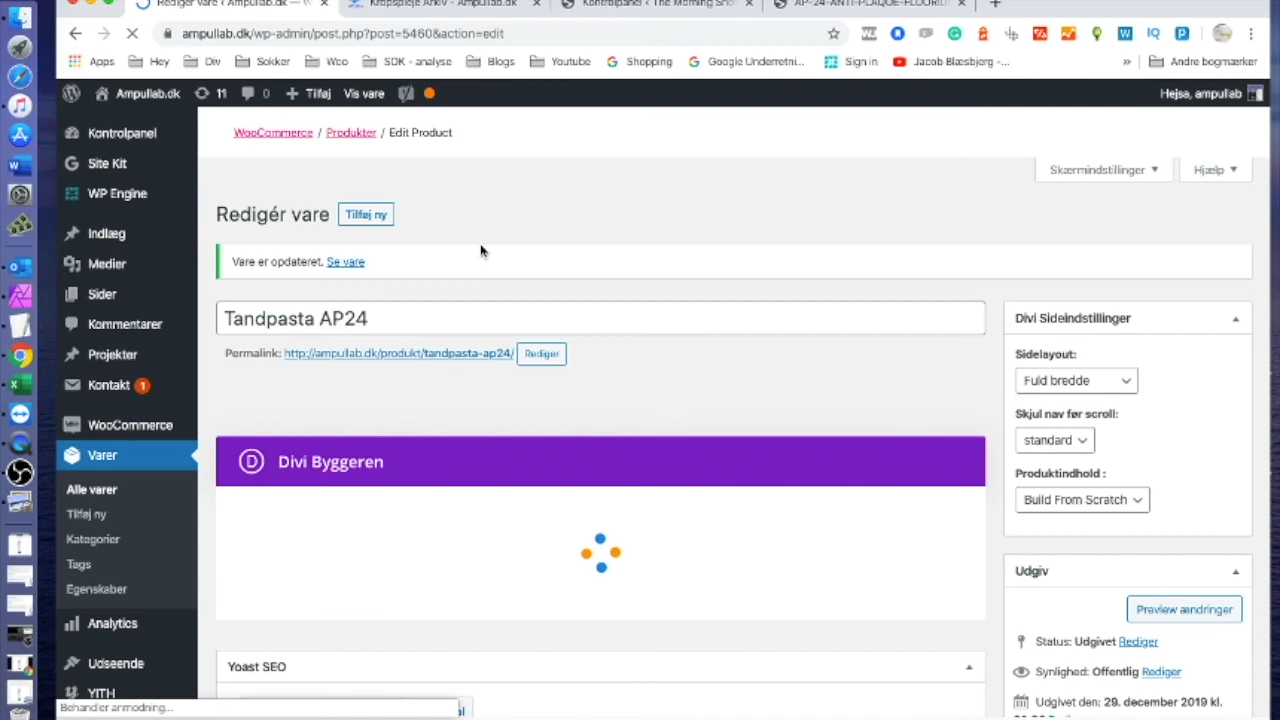 Redigér vare ‹ Ampullab.dk —
Kropspleje Arkiv - Ampullab.dk
Kontrolpanel ‹ The Morning Sho
AP-24-ANTI-PLAQUE-FLUORID
ampullab.dk/wp-admin/post.php?post=5460&action=edit
Apps
Hey
Div
Sokker
Woo
SDK - analyse
Blogs
Youtube
Shopping
Google Underretni...
Sign in
Jacob Blæsbjerg -...
»
Andre bogmærker
Ampullab.dk
11
0
Tilføj
Vis vare
Hejsa, ampullab
Kontrolpanel
Site Kit
WP Engine
Indlæg
Medier
Sider
Kommentarer
Projekter
Kontakt 1
WooCommerce
Varer
Alle varer
Tilføj ny
Kategorier
Tags
Egenskaber
Analytics
Udseende
YITH
Behandler anmodning...
WooCommerce / Produkter / Edit Product
Skærmindstillinger
Hjælp
Redigér vare
Tilføj ny
Vare er opdateret. Se vare
Tandpasta AP24
Permalink: http://ampullab.dk/produkt/tandpasta-ap24/ Rediger
Divi Byggeren
Yoast SEO
Divi Sideindstillinger
Sidelayout:
Fuld bredde
Skjul nav før scroll:
standard
Produktindhold :
Build From Scratch
Udgiv
Preview ændringer
Status: Udgivet Rediger
Synlighed: Offentlig Rediger
Udgivet den: 29. december 2019 kl.